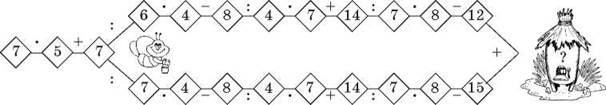 : 6 · 4 − 8 : 4 · 7 + 14 : 7 · 8 − 12
7 · 5 + 7 + ?
: 7 · 4 − 8 : 4 · 7 + 14 : 7 · 8 − 15